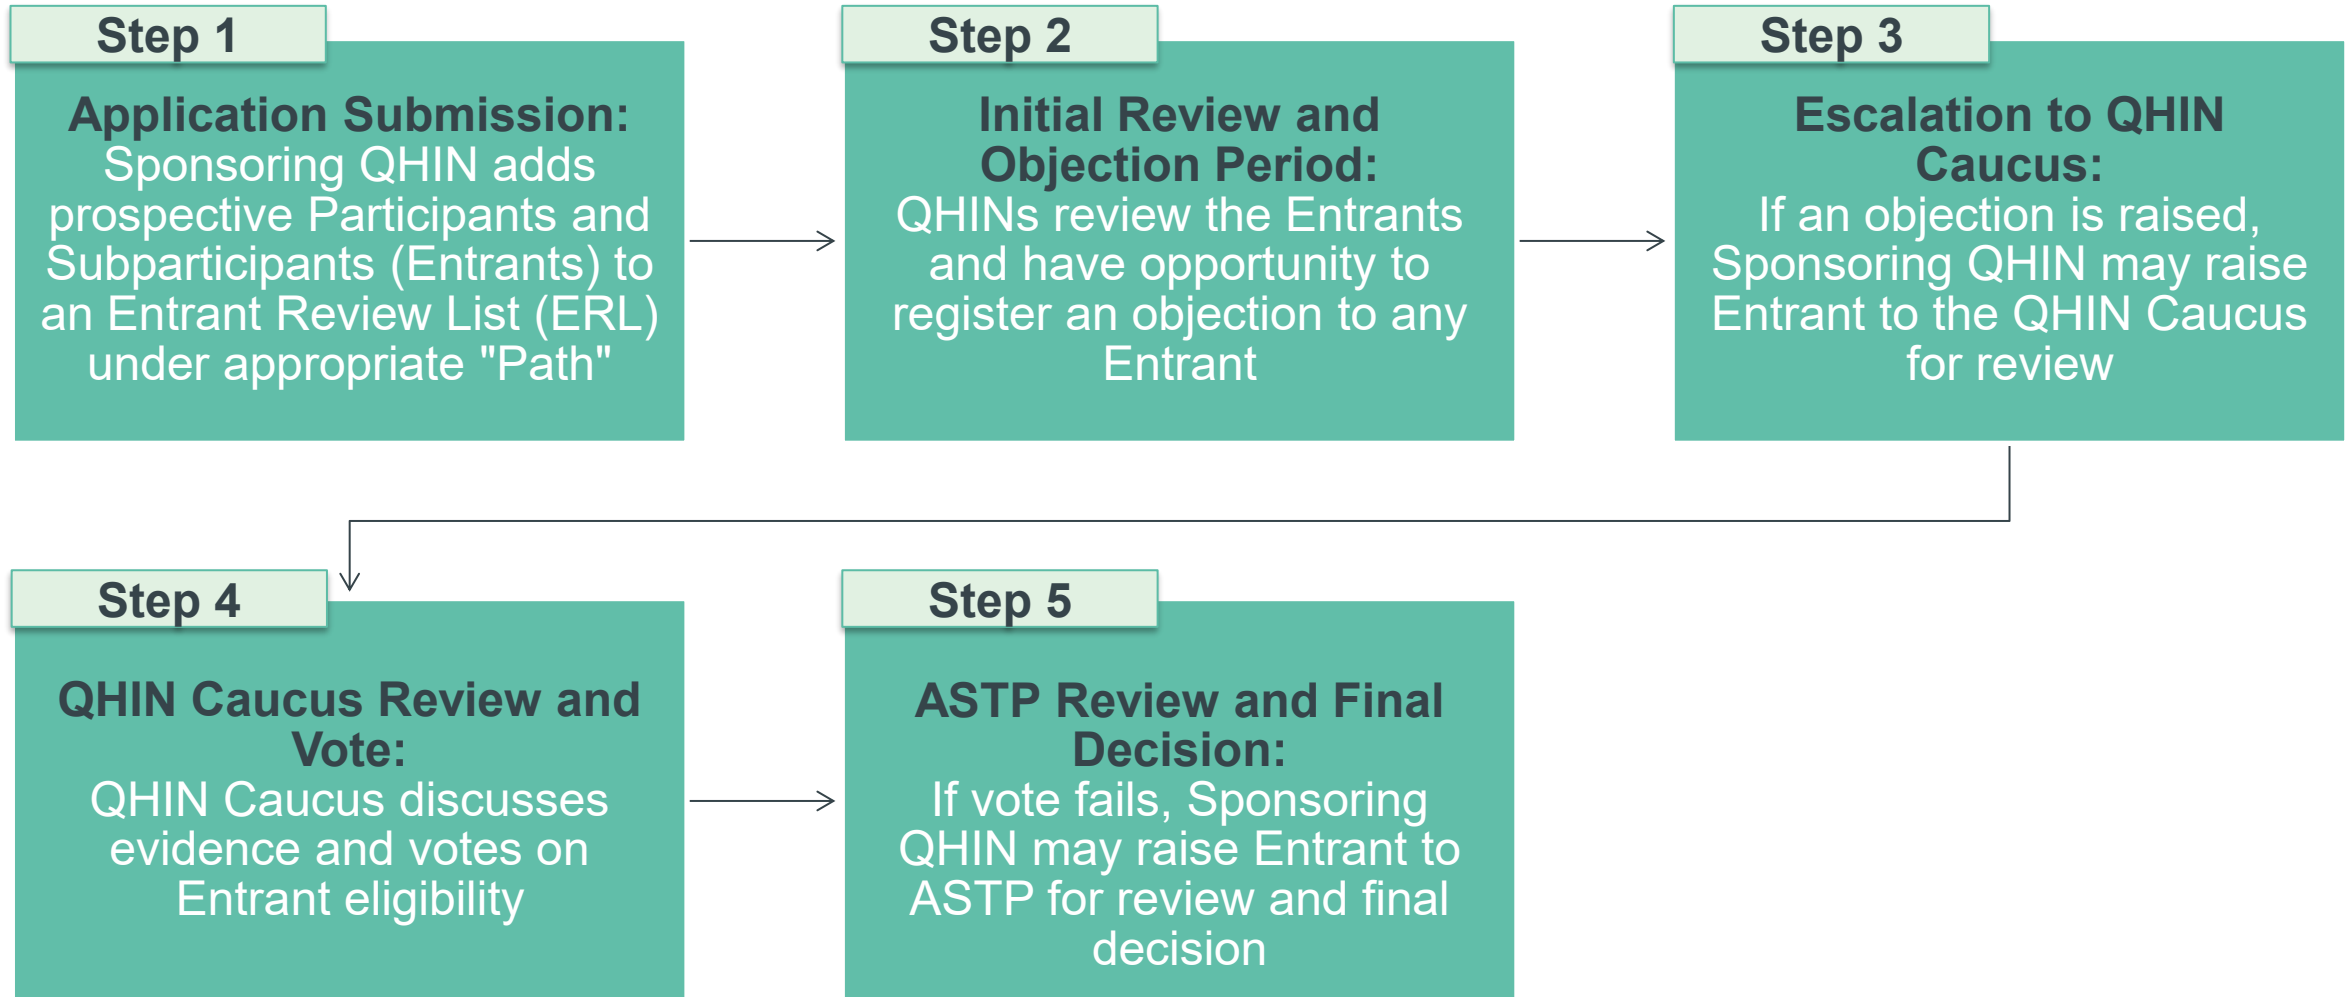 Step 1
Application Submission:
Sponsoring QHIN adds
prospective Participants and
Subparticipants (Entrants) to
an Entrant Review List (ERL)
under appropriate "Path"
Step 2
Initial Review and
Objection Period:
QHINs review the Entrants
and have opportunity to
register an objection to any
Entrant
Step 3
Escalation to QHIN
Caucus:
If an objection is raised,
Sponsoring QHIN may raise
Entrant to the QHIN Caucus
for review
Step 4
QHIN Caucus Review and
Vote:
QHIN Caucus discusses
evidence and votes on
Entrant eligibility
Step 5
ASTP Review and Final
Decision:
If vote fails, Sponsoring
QHIN may raise Entrant to
ASTP for review and final
decision